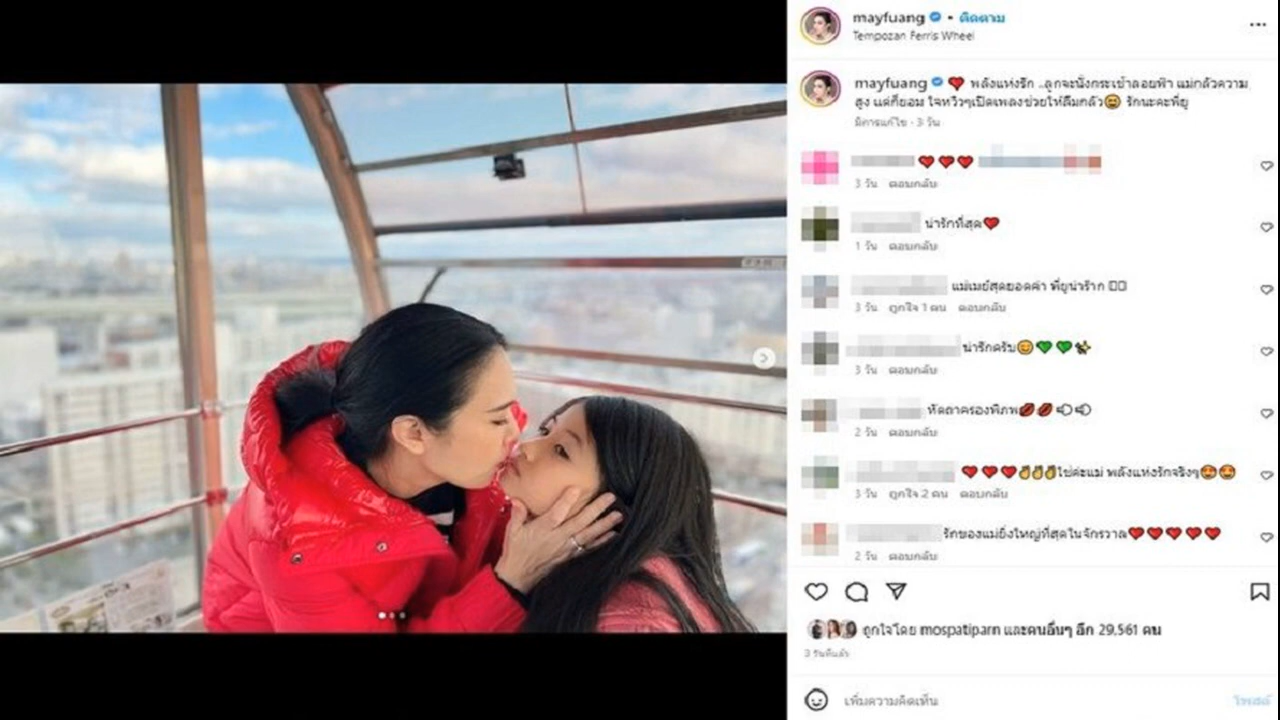 mayfuang • ติดตาม
Tempozan Ferris Wheel
mayfuang ❤️ พลังแห่งรัก ..ลูกจะนั่งกระเช้าลอยฟ้า แม่กลัวความ
สูง แต่ก็ยอม ใจหวิวๆเปิดเพลงช่วยให้ลืมกลัว😄 รักนะคะพี่ยู
มีการแก้ไข · 3 วัน
❤️❤️❤️
3 วัน ตอบกลับ
น่ารักที่สุด❤️
1 วัน ตอบกลับ
แม่เมย์สุดยอดค่า พี่ยูน่าร้าก
3 วัน ถูกใจ 1 คน ตอบกลับ
น่ารักครับ😊💚💚✨
3 วัน ตอบกลับ
หัตถาครองพิภพ💋💋
2 วัน ตอบกลับ
❤️❤️❤️✌️✌️✌️ใช่ค่ะแม่ พลังแห่งรักจริงๆ🥰🥰
3 วัน ถูกใจ 2 คน ตอบกลับ
รักของแม่ยิ่งใหญ่ที่สุดในจักรวาล❤️❤️❤️❤️❤️
2 วัน ตอบกลับ
ถูกใจโดย mospatiparn และคนอื่นๆ อีก 29,561 คน
3 วันที่แล้ว
เพิ่มความคิดเห็น
โพสต์